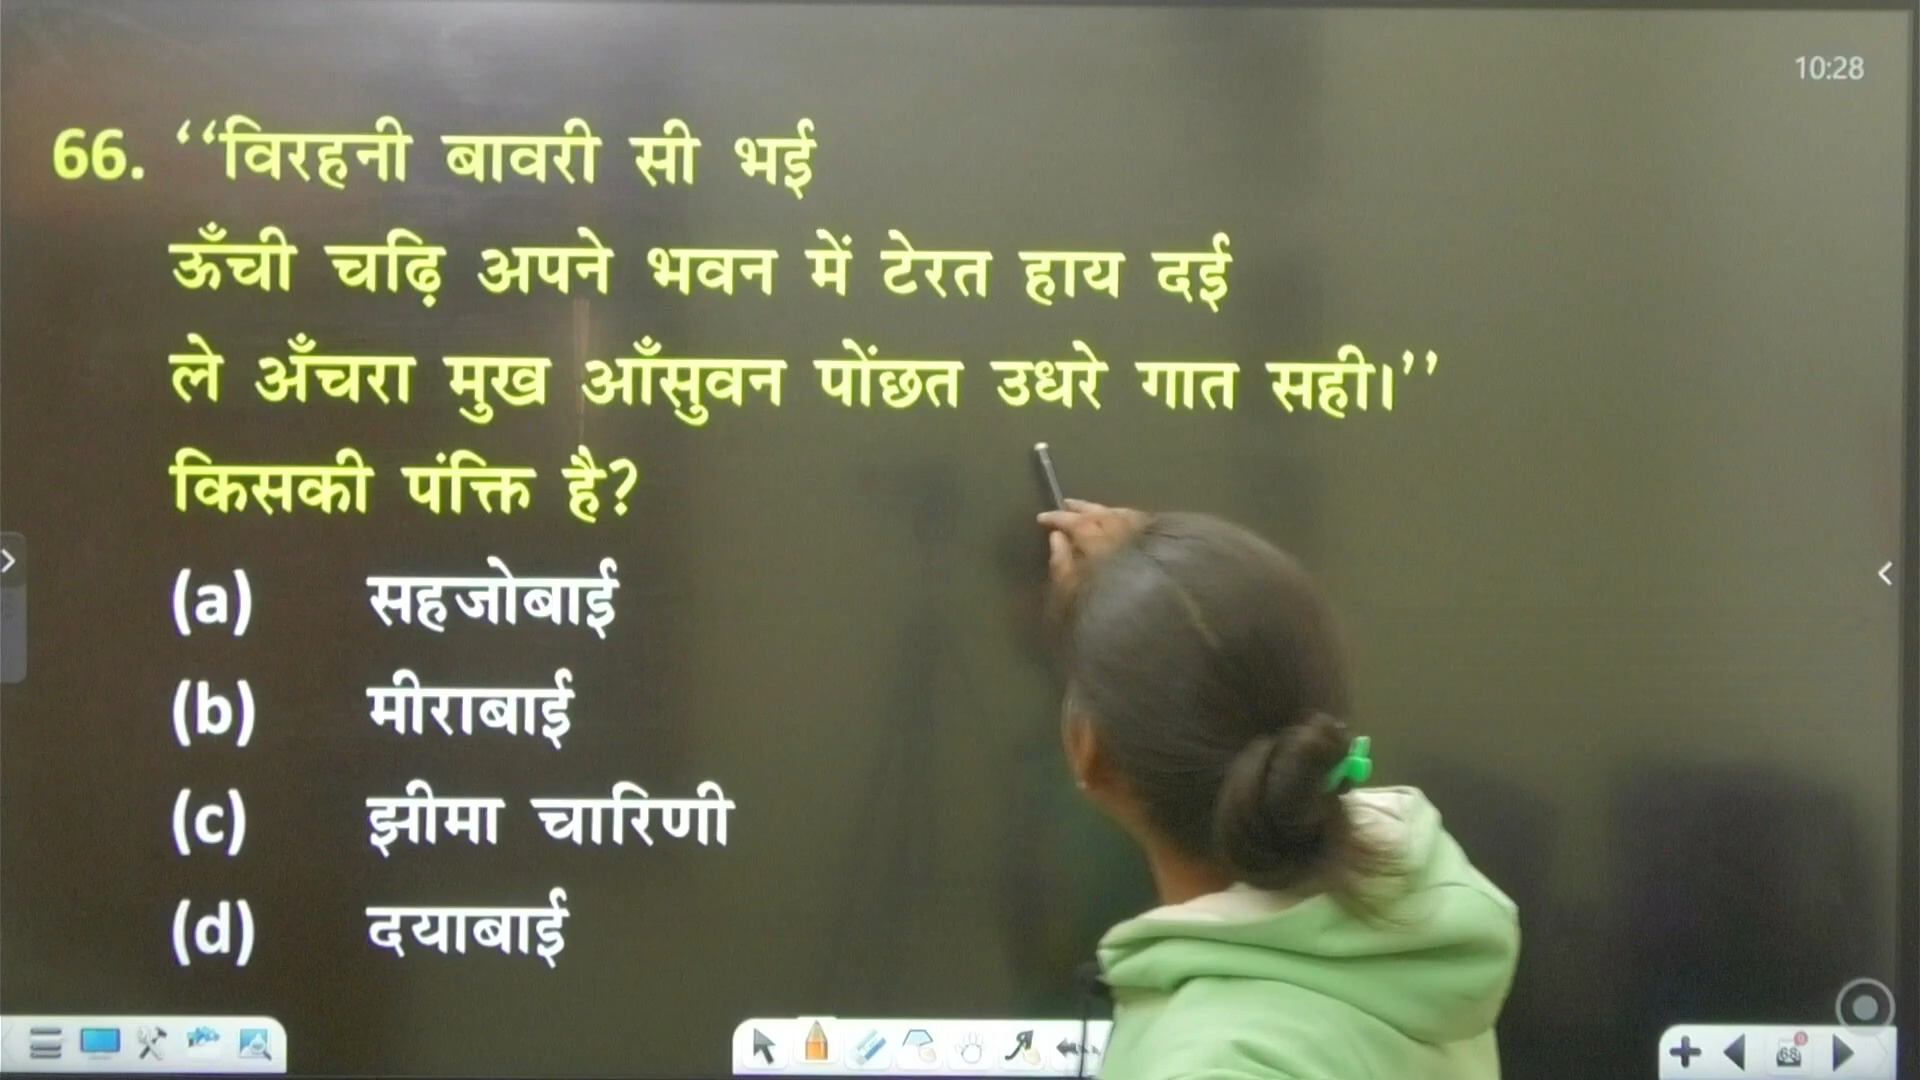 10:28
66. ‘‘विरहनी बावरी सी भई
ऊँची चढ़ि अपने भवन में टेरत हाय दई
ले अँचरा मुख आँसुवन पोंछत उधरे गात सही।’’
किसकी पंक्ति है?
(a) सहजोबाई
(b) मीराबाई
(c) झीमा चारिणी
(d) दयाबाई
68